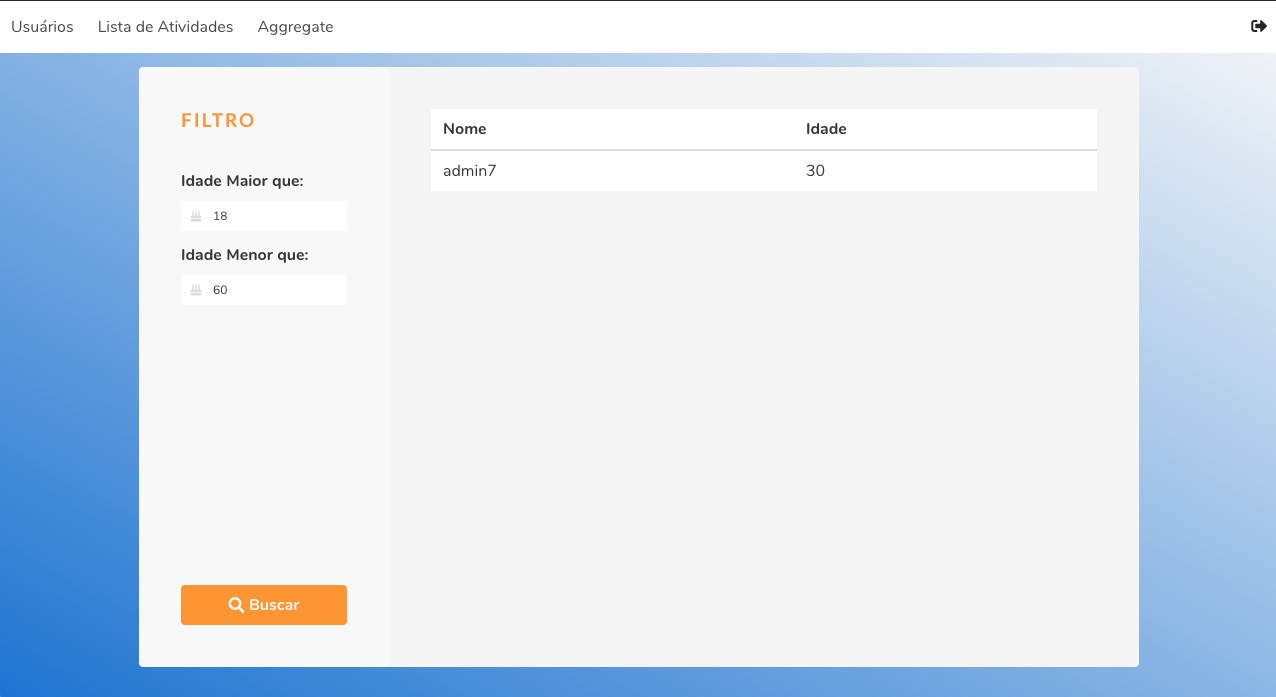 Usuários Lista de Atividades Aggregate
FILTRO
Idade Maior que:
18
Idade Menor que:
60
Buscar
Nome Idade
admin7 30